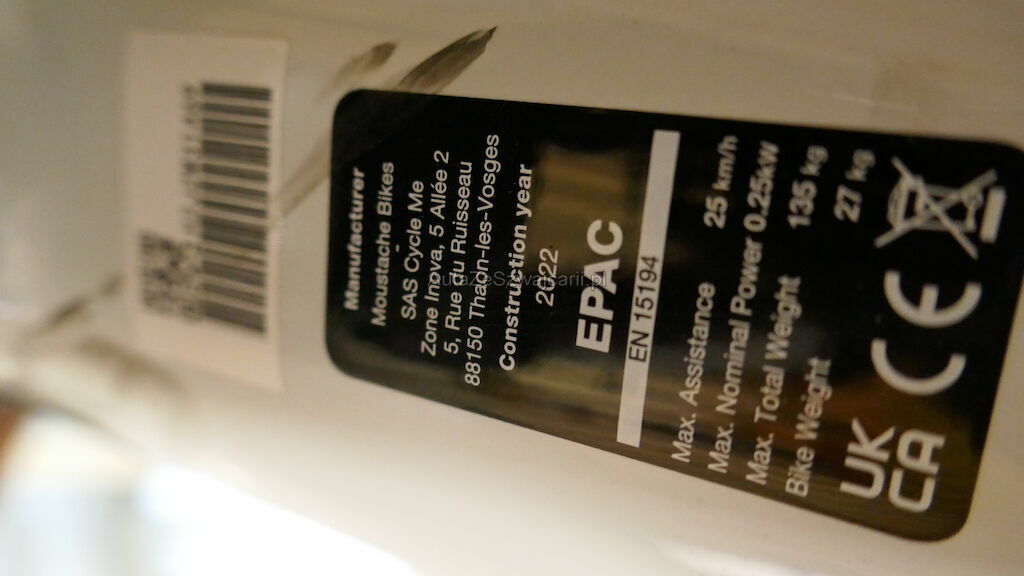 Manufacturer
Moustache Bikes
-
SAS Cycle Me
Zone Inova, 5 Allée 2
5, Rue du Ruisseau
88150 Thaon-les-Vosges
Construction year
2022
EPAC
EN 15194
Max. Assistance 25 km/h
Max. Nominal Power 0.25kw
Max. Total Weight 135 kg
Bike Weight 27 kg
UK
CA
CE